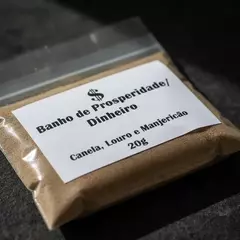 $
Banho de Prosperidade/
Dinheiro
Canela, Louro e Manjericão
20g